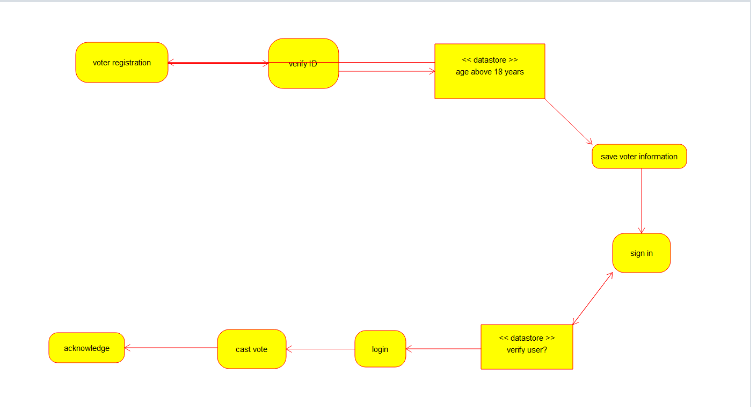 voter registration
verify ID
<< datastore >>
age above 18 years
save voter information
sign in
<< datastore >>
verify user?
login
cast vote
acknowledge